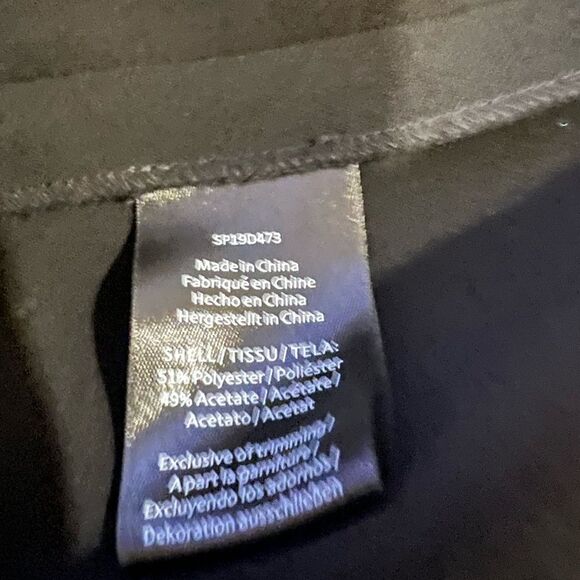 SP19D473
Made in China
Fabriqué en Chine
Hecho en China
Hergestellt in China
SHELL/TISSU/TELA:
51% Polyester/Poliéster
49% Acetate/Acétate/
Acetato/Acetat
Exclusive of trimming/
A part la garniture/
Excluyendo los adornos/
Dekoration ausschließen